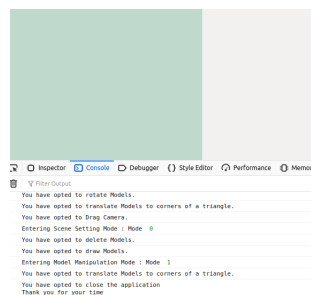 Inspector Console Debugger Style Editor Performance Memor
Filter Output
You have opted to rotate Models.
You have opted to translate Models to corners of a triangle.
You have opted to Drag Camera.
Entering Scene Setting Mode : Mode 0
You have opted to delete Models.
You have opted to draw Models.
Entering Model Manipulation Mode : Mode 1
You have opted to translate Models to corners of a triangle.
You have opted to close the application
Thank you for your time